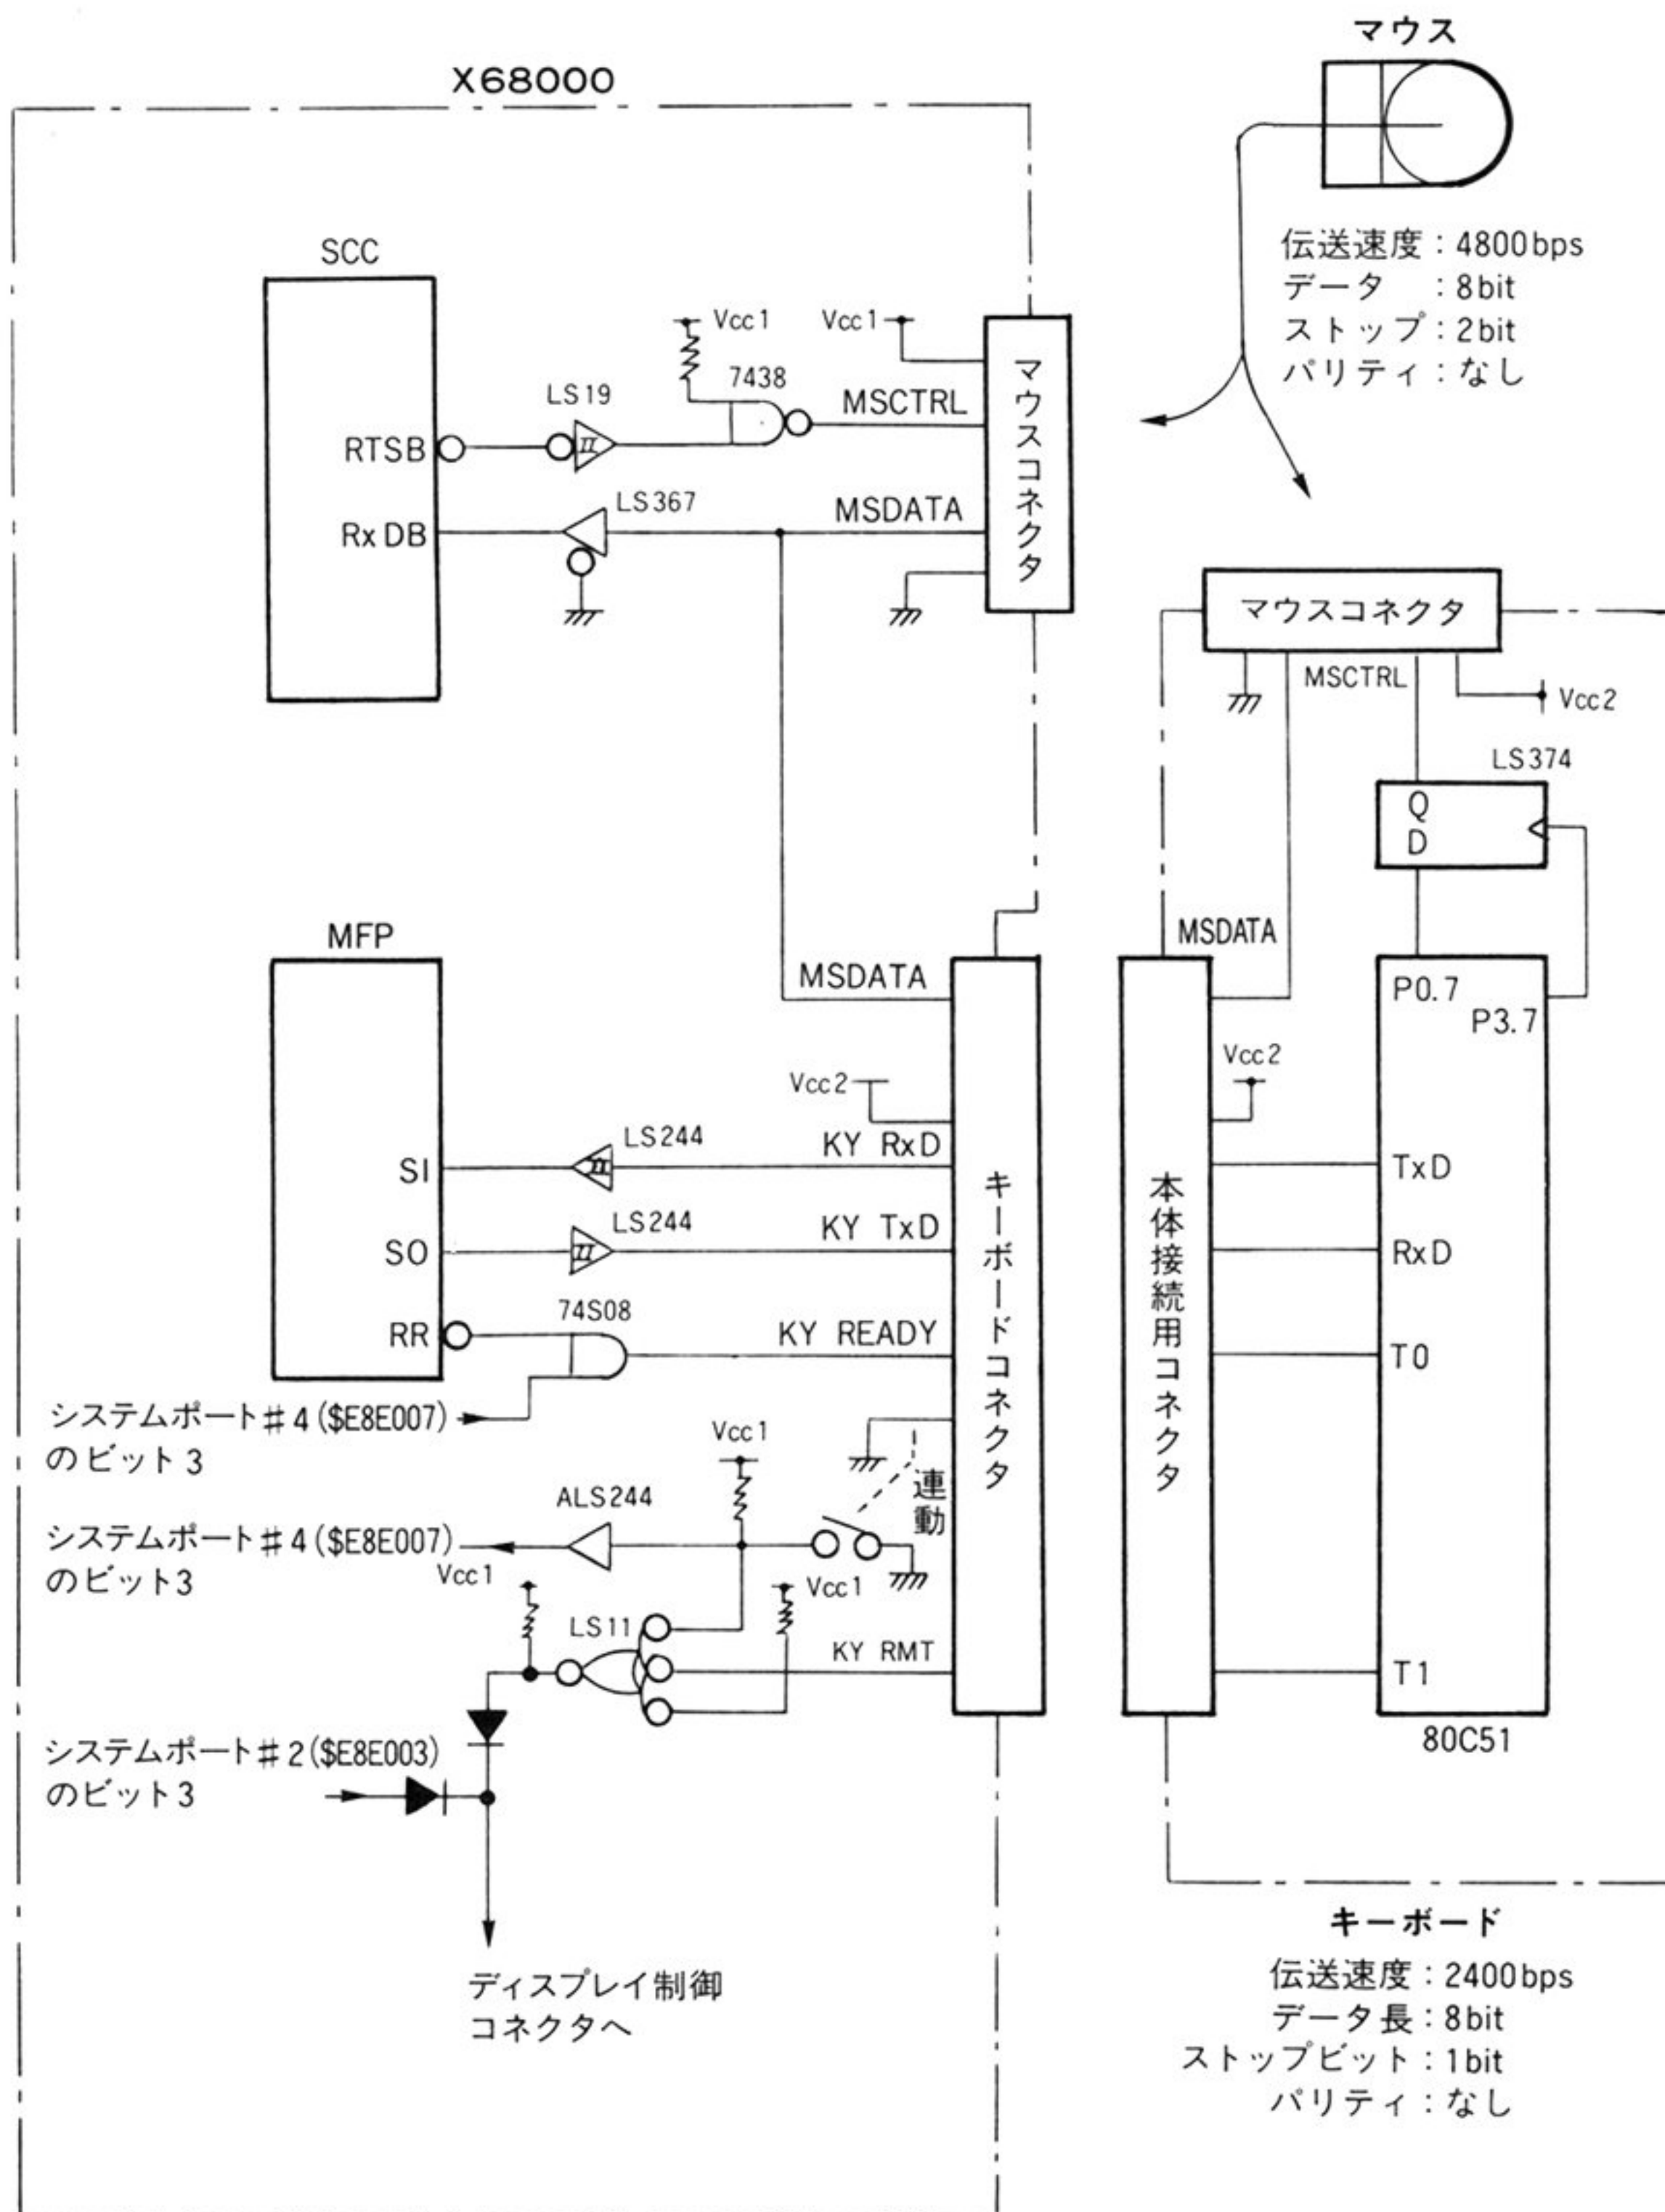 マウス
X68000
伝送速度：4800bps
データ　：8bit
ストップ：2bit
パリティ：なし
SCC
Vcc1
Vcc1
7438
LS19
MSCTRL
RTSB
LS367
MSDATA
RxDB
マウスコネクタ
マウスコネクタ
MSCTRL
Vcc2
LS374
Q
D
MFP
MSDATA
MSDATA
P0.7
P3.7
Vcc2
Vcc2
LS244
KY RxD
SI
TxD
LS244
KY TxD
SO
RxD
キーボードコネクタ
本体接続用コネクタ
74S08
KY READY
RR
T0
システムポート#4($E8E007)
のビット3
Vcc1
連動
ALS244
システムポート#4($E8E007)
のビット3
Vcc1
Vcc1
LS11
KY RMT
T1
80C51
システムポート#2($E8E003)
のビット3
キーボード
伝送速度：2400bps
データ長：8bit
ストップビット：1bit
パリティ：なし
ディスプレイ制御
コネクタへ